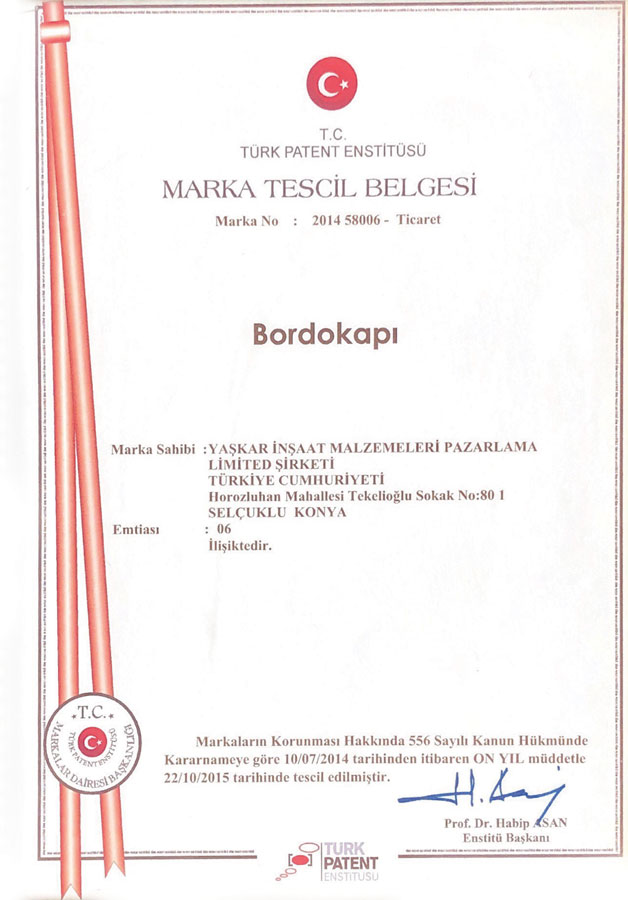 T.C.
TÜRK PATENT ENSTİTÜSÜ
MARKA TESCİL BELGESİ
Marka No : 2014 58006 - Ticaret
Bordokapı
Marka Sahibi :YAŞKAR İNŞAAT MALZEMELERİ PAZARLAMA
LİMİTED ŞİRKETİ
TÜRKİYE CUMHURİYETİ
Horozluhan Mahallesi Tekelioğlu Sokak No:80 1
SELÇUKLU KONYA
Emtiası : 06
İlişiktedir.
Markaların Korunması Hakkında 556 Sayılı Kanun Hükmünde
Kararnameye göre 10/07/2014 tarihinden itibaren ON YIL müddetle
22/10/2015 tarihinde tescil edilmiştir.
Prof. Dr. Habip ASAN
Enstitü Başkanı
T.C.
TÜRK PATENT ENSTİTÜSÜ
MARKALAR DAİRESİ BAŞKANLIĞI
TÜRK
PATENT
ENSTİTÜSÜ